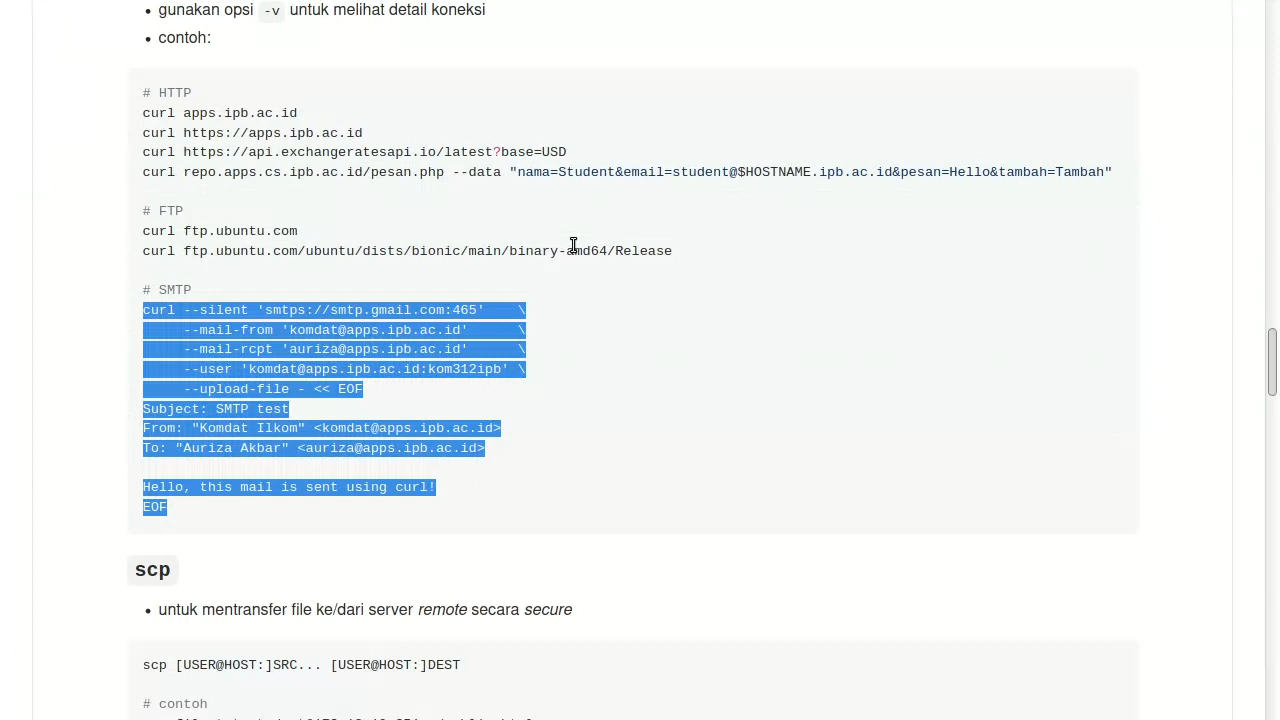 gunakan opsi -v untuk melihat detail koneksi
contoh:
# HTTP
curl apps.ipb.ac.id
curl https://apps.ipb.ac.id
curl https://api.exchangeratesapi.io/latest?base=USD
curl repo.apps.cs.ipb.ac.id/pesan.php --data "nama=Student&email=student@$HOSTNAME.ipb.ac.id&pesan=Hello&tambah=Tambah"
# FTP
curl ftp.ubuntu.com
curl ftp.ubuntu.com/ubuntu/dists/bionic/main/binary-amd64/Release
# SMTP
curl --silent 'smtps://smtp.gmail.com:465' \
--mail-from 'komdat@apps.ipb.ac.id' \
--mail-rcpt 'auriza@apps.ipb.ac.id' \
--user 'komdat@apps.ipb.ac.id:kom312ipb' \
--upload-file - << EOF
Subject: SMTP test
From: "Komdat Ilkom" <komdat@apps.ipb.ac.id>
To: "Auriza Akbar" <auriza@apps.ipb.ac.id>
Hello, this mail is sent using curl!
EOF
scp
untuk mentransfer file ke/dari server remote secara secure
scp [USER@HOST:]SRC... [USER@HOST:]DEST
# contoh